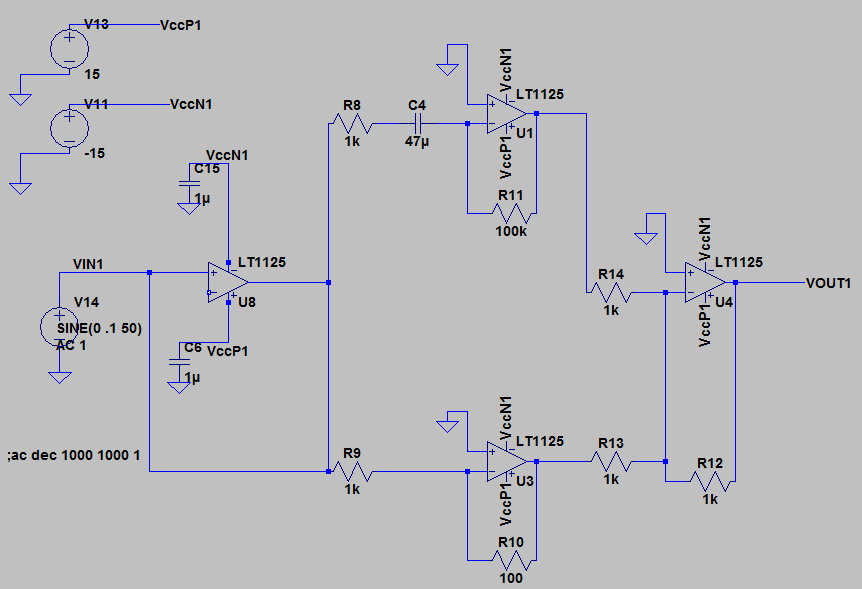 V13
VccP1
15
V11
VccN1
-15
VccN1
C15
1µ
LT1125
U8
VIN1
V14
SINE(0 .1 50)
AC 1
C6
VccP1
1µ
;ac dec 1000 1000 1
R8
1k
C4
47µ
VccN1
LT1125
U1
VccP1
R11
100k
R14
1k
VccN1
LT1125
U4
VccP1
VOUT1
R9
1k
VccN1
LT1125
U3
VccP1
R10
100
R13
1k
R12
1k